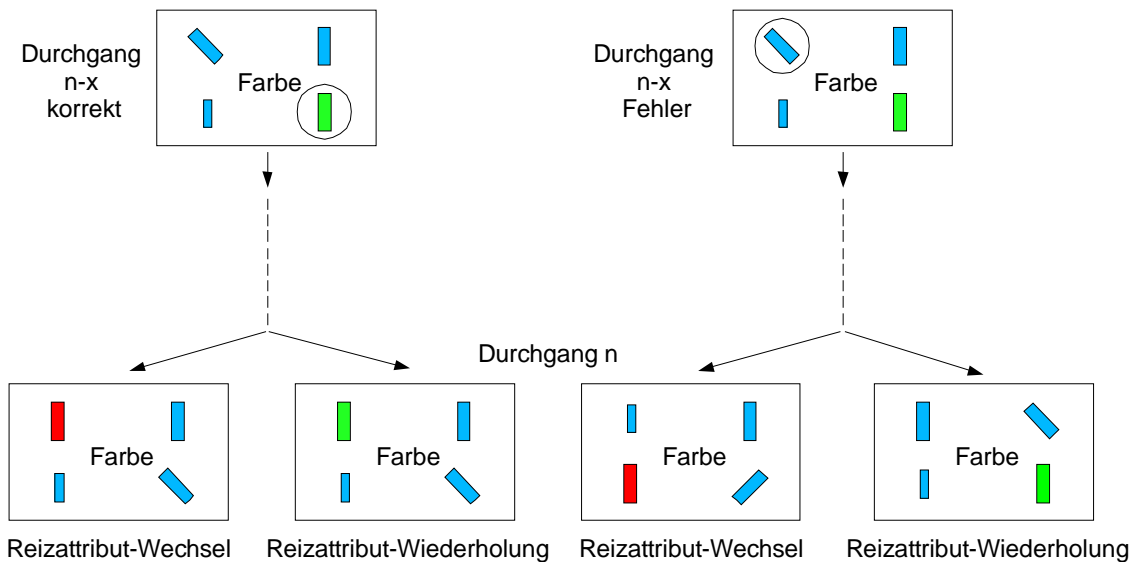 Durchgang
n-x
korrekt
Farbe
Durchgang
n-x
Fehler
Farbe
Durchgang n
Farbe
Farbe
Farbe
Farbe
Reizattribut-Wechsel
Reizattribut-Wiederholung
Reizattribut-Wechsel
Reizattribut-Wiederholung